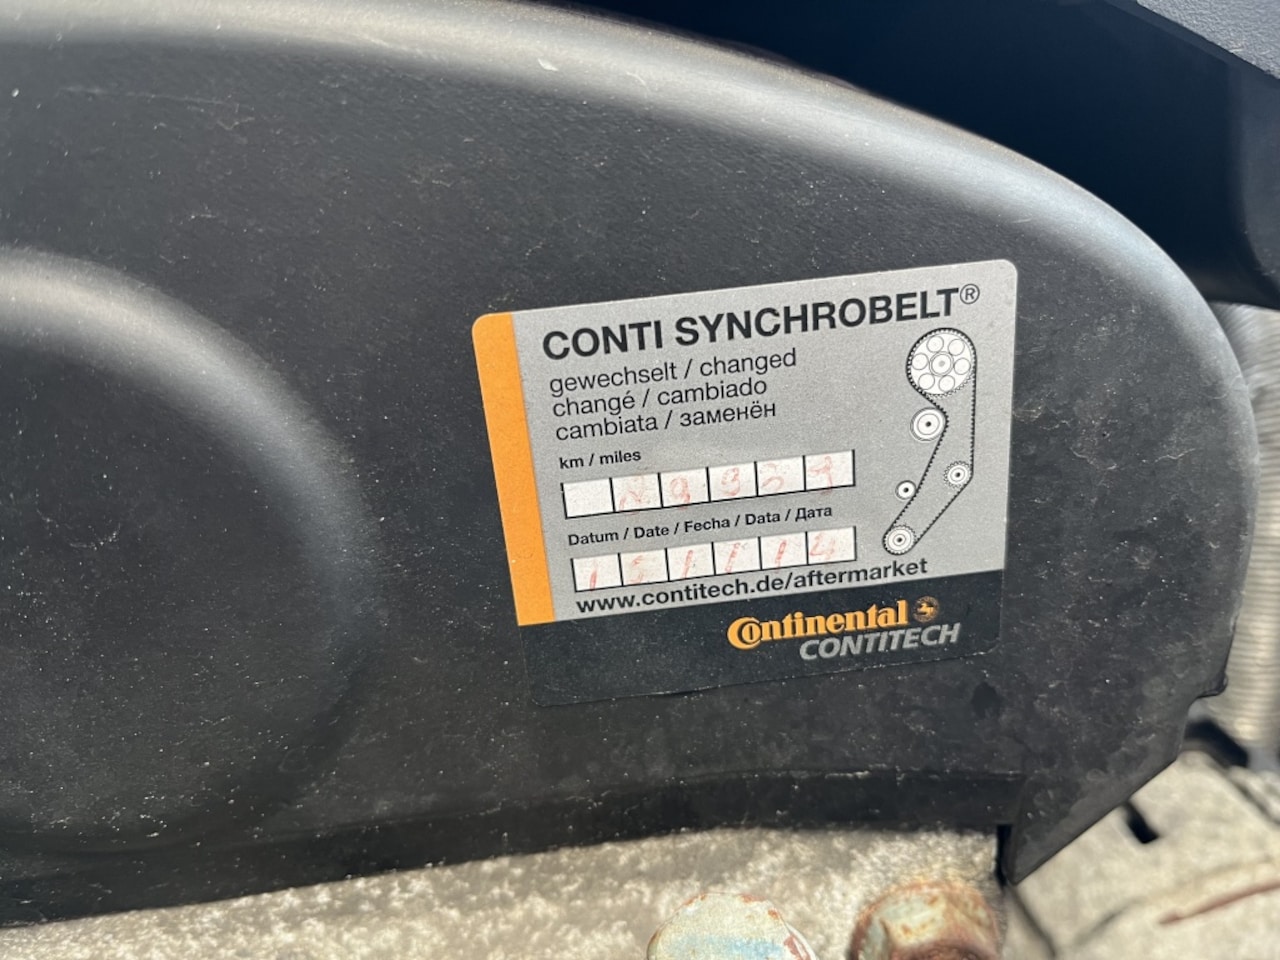 CONTI SYNCHROBELT®
gewechselt / changed
changé / cambiado
cambiata / заменён
km / miles
Datum / Date / Fecha / Data / Дата
www.contitech.de/aftermarket
Continental
CONTITECH